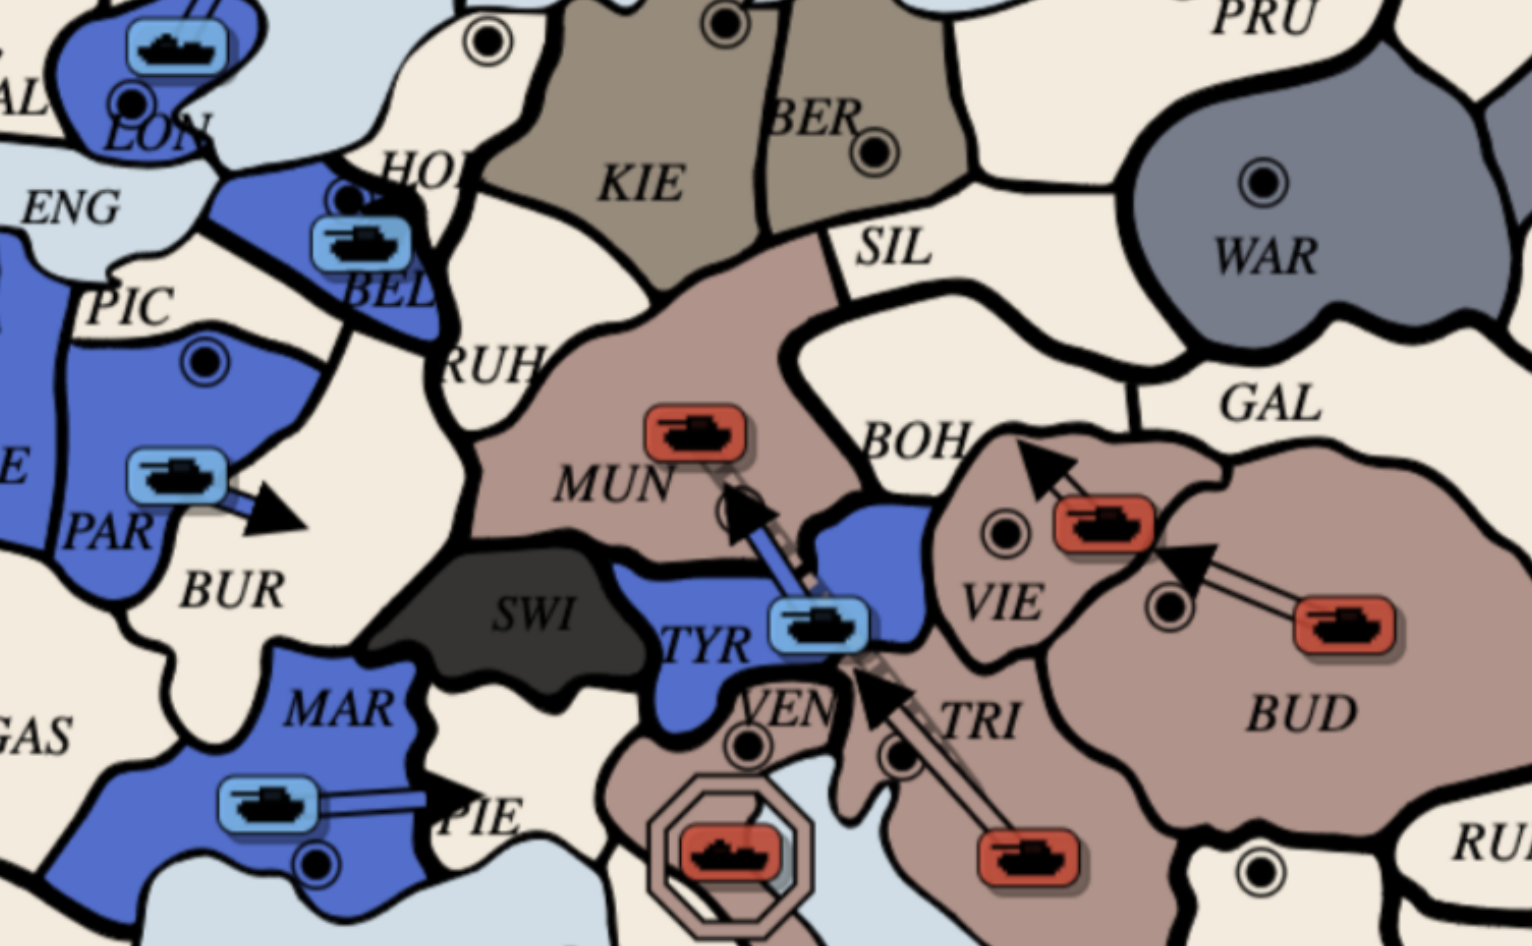 PRU
AL
LON
BER
HOL
KIE
ENG
WAR
SIL
BEL
PIC
RUH
GAL
BOH
E
MUN
PAR
BUR
VIE
SWI
TYR
MAR
VEN
TRI
BUD
GAS
PIE
RU